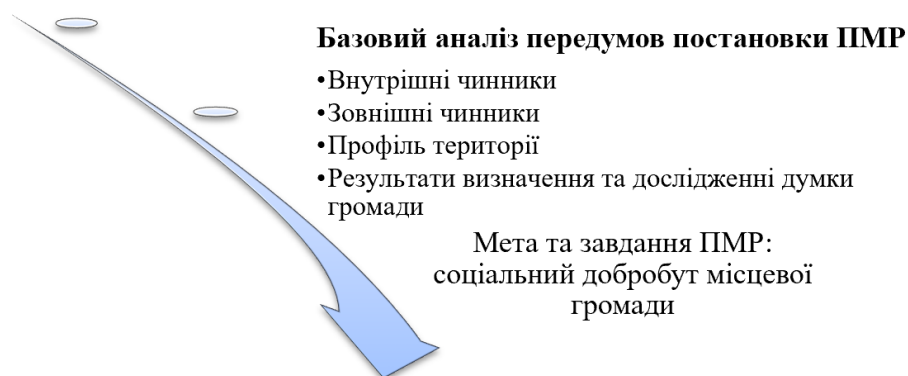 Базовий аналіз передумов постановки ПМР
•Внутрішні чинники
•Зовнішні чинники
•Профіль території
•Результати визначення та дослідженні думки
громади
Мета та завдання ПМР:
соціальний добробут місцевої
громади